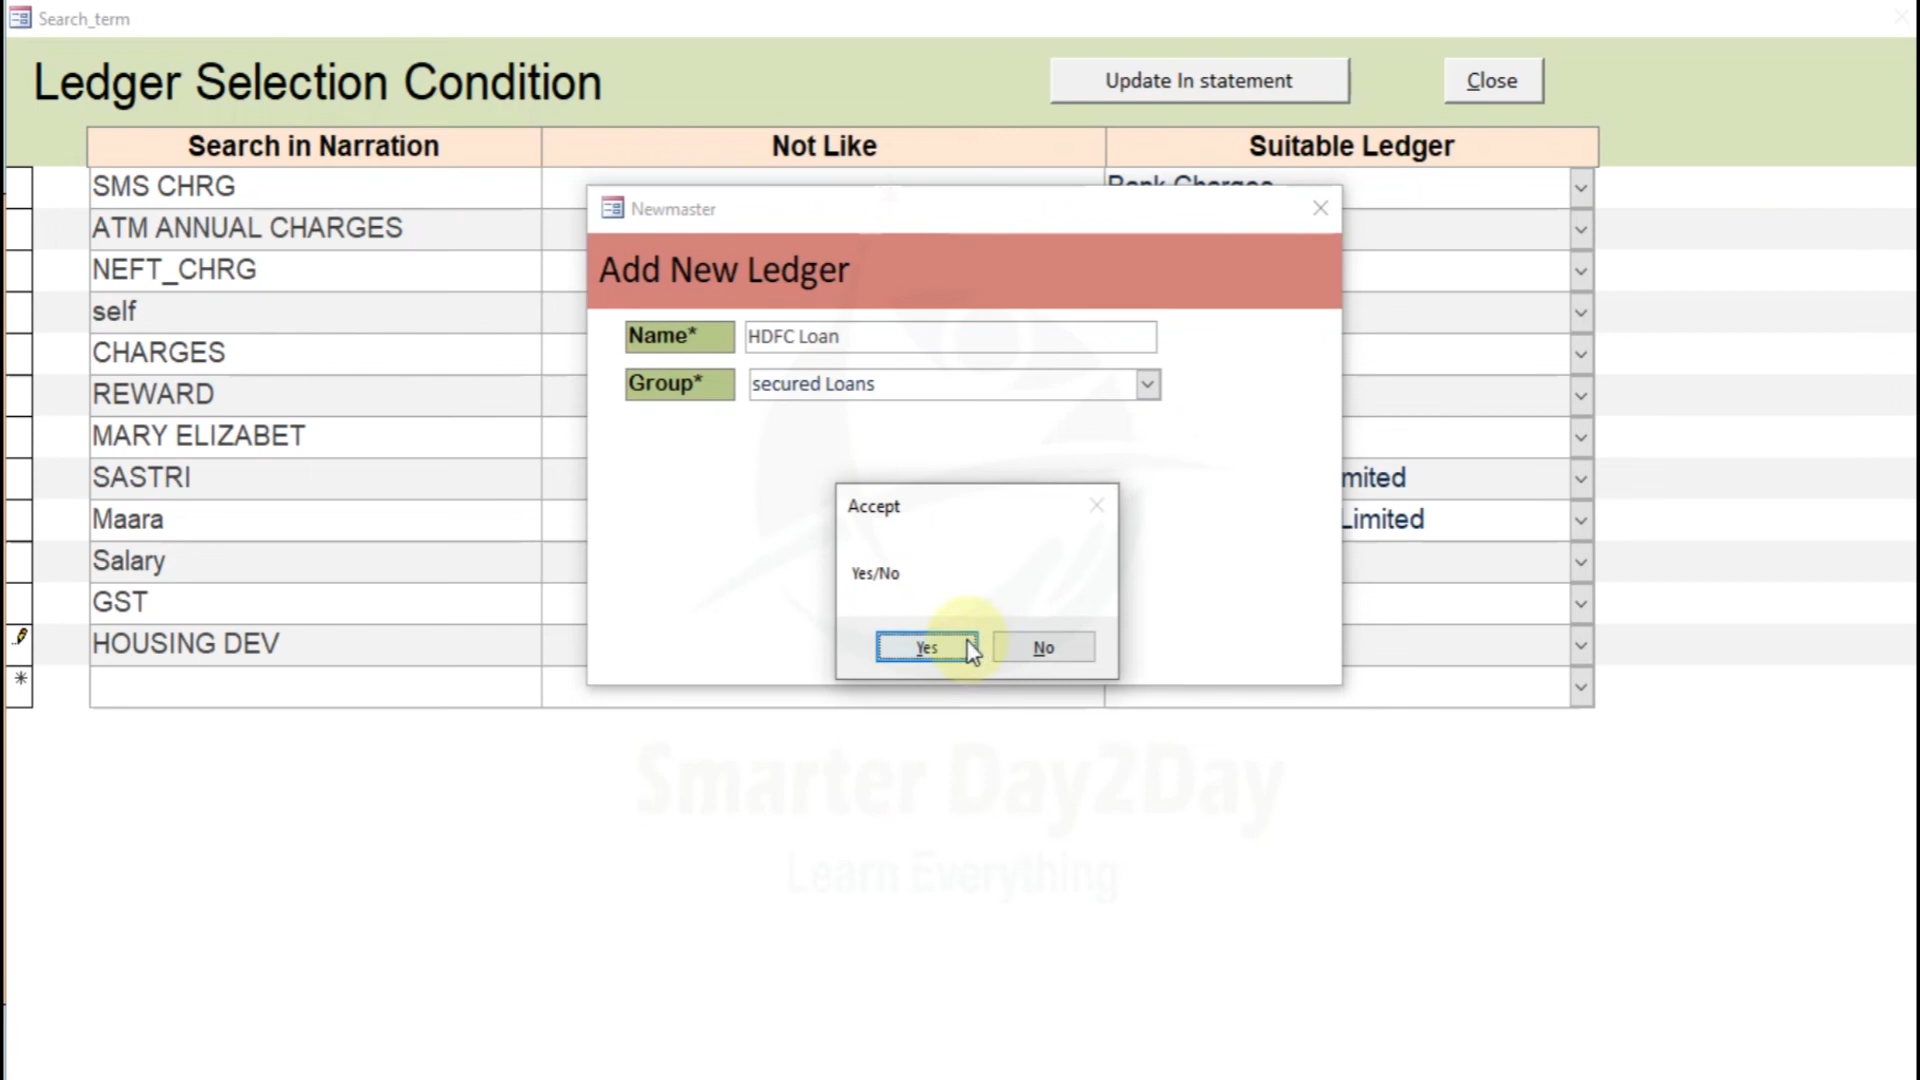 Search_term
Ledger Selection Condition
Update In statement
Close
Search in Narration
Not Like
Suitable Ledger
SMS CHRG
Bank Charges
ATM ANNUAL CHARGES
NEFT_CHRG
self
CHARGES
REWARD
MARY ELIZABET
SASTRI
mited
Maara
Limited
Salary
GST
HOUSING DEV
Newmaster
Add New Ledger
Name*
HDFC Loan
Group*
secured Loans
Accept
Yes/No
Yes
No
Smarter Day2Day
Learn Everything